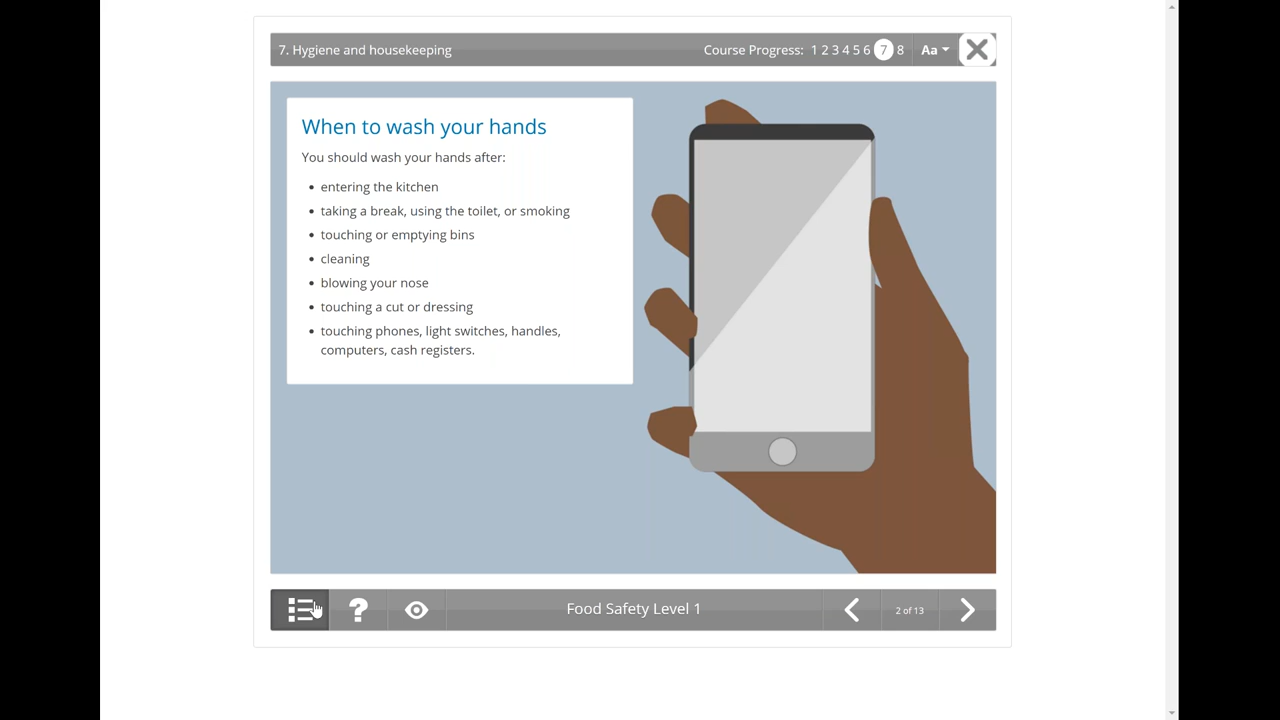 7. Hygiene and housekeeping
Course Progress: 1 2 3 4 5 6 7 8
Aa
When to wash your hands
You should wash your hands after:
• entering the kitchen
• taking a break, using the toilet, or smoking
• touching or emptying bins
• cleaning
• blowing your nose
• touching a cut or dressing
• touching phones, light switches, handles,
computers, cash registers.
?
Food Safety Level 1
2 of 13